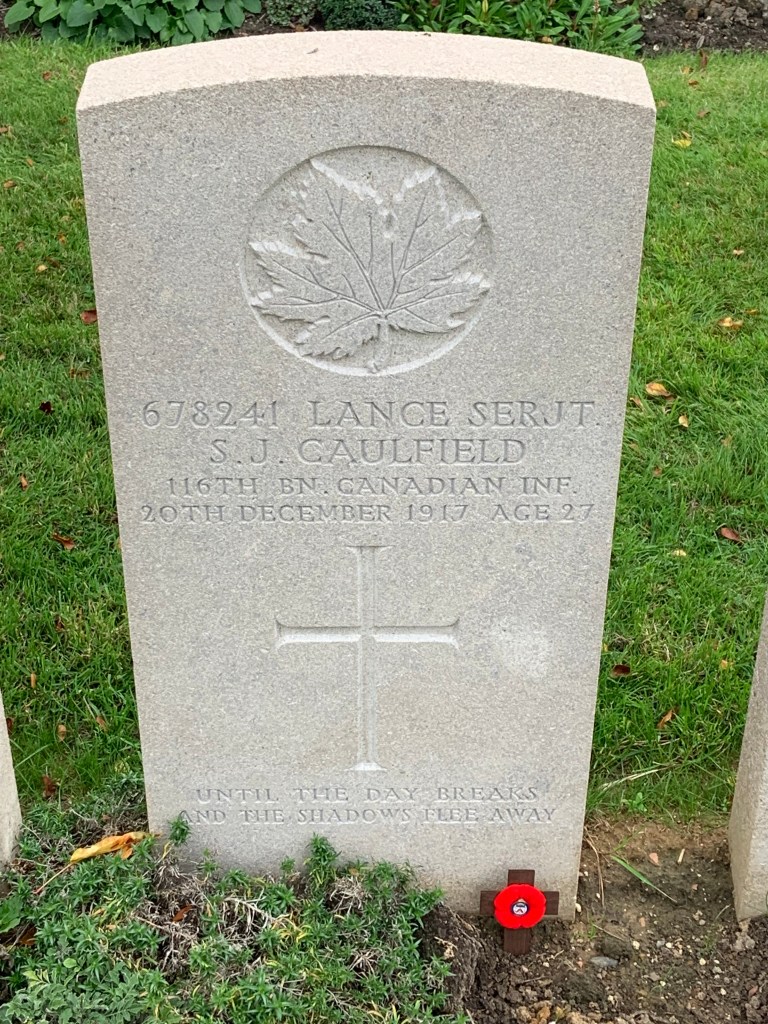 678241 LANCE SERJT.
S. J. CAULFIELD
116TH BN. CANADIAN INF.
20TH DECEMBER 1917 AGE 27
UNTIL THE DAY BREAKS
AND THE SHADOWS FLEE AWAY